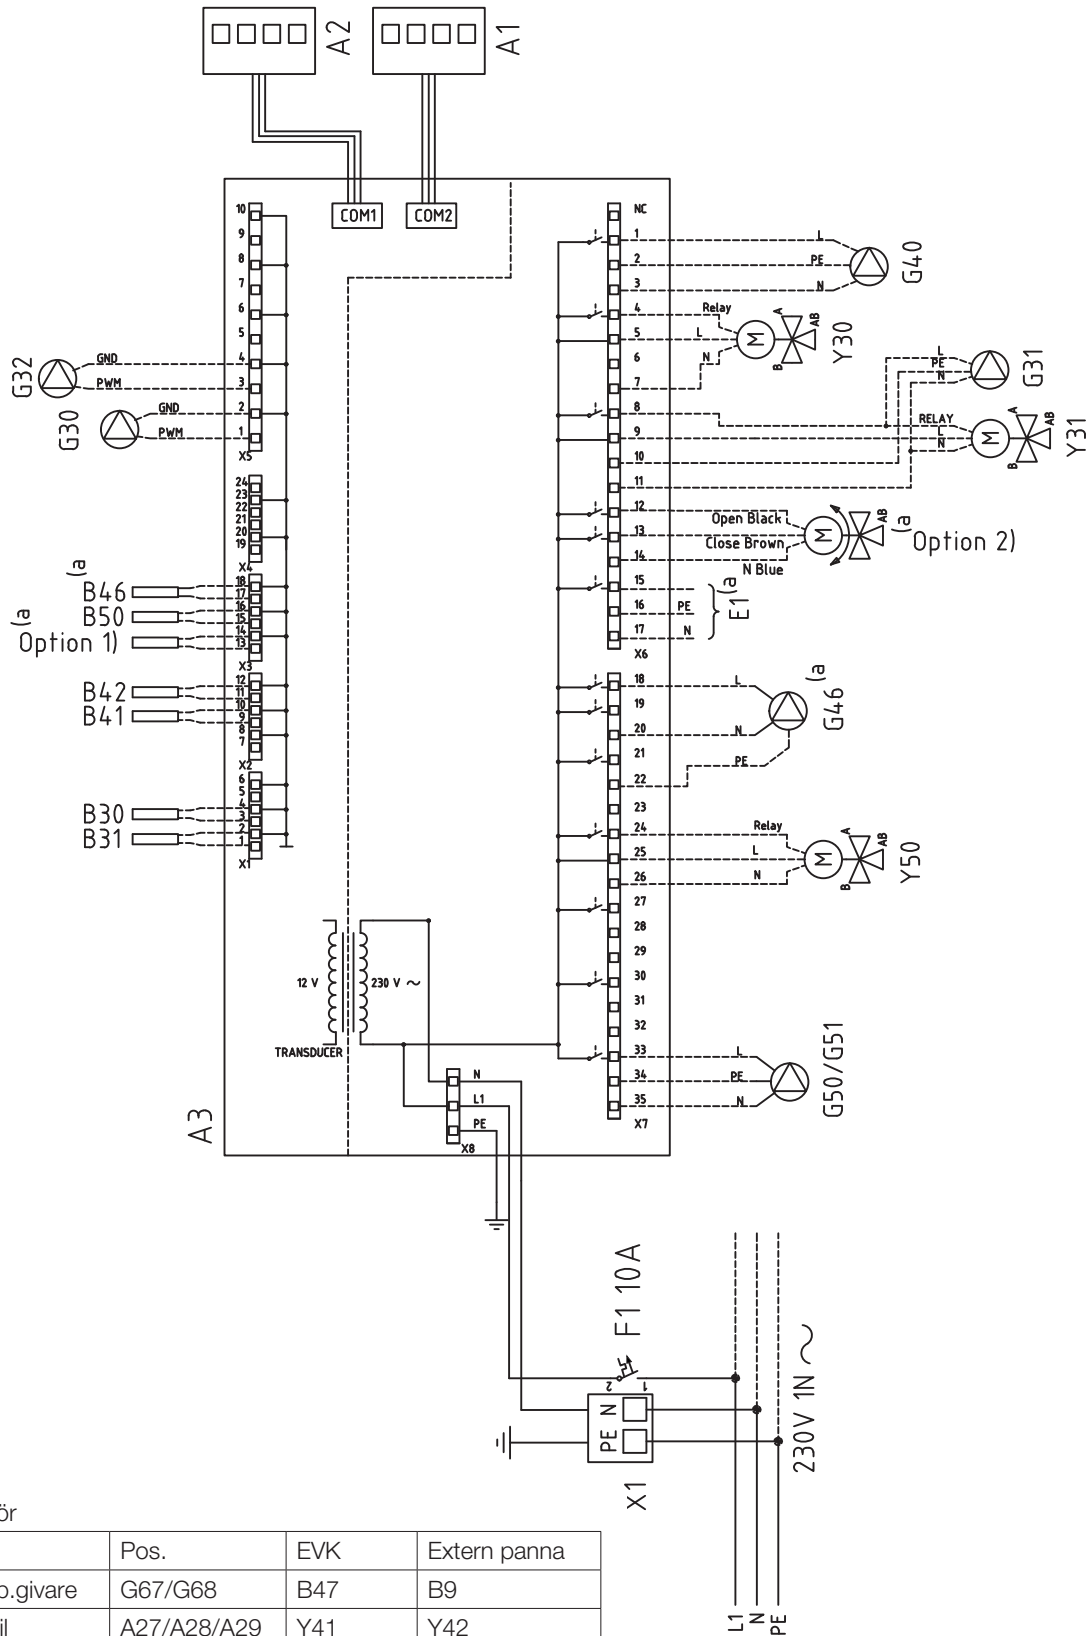 A2
A1
COM1
COM2
10
9
8
7
6
5
4
3
2
1
X5
24
23
22
21
20
19
X4
18
17
16
15
14
13
X3
12
11
10
9
8
7
X2
6
5
4
3
2
1
X1
G32
GND
PWM
G30
GND
PWM
B46
(a
B50
(a
Option 1)
B42
B41
B30
B31
NC
1
2
3
4
5
6
7
8
9
10
11
12
13
14
15
16
17
X6
18
19
20
21
22
23
24
25
26
27
28
29
30
31
32
33
34
35
X7
L
PE
N
G40
Relay
L
N
M
A
AB
B
Y30
L
PE
N
G31
RELAY
L
N
M
A
AB
B
Y31
Open Black
Close Brown
N Blue
M
AB
(a
Option 2)
PE
N
E1
(a
L
N
PE
G46
(a
Relay
L
N
M
A
AB
B
Y50
L
PE
N
G50/G51
12 V
230 V ~
TRANSDUCER
N
L1
PE
X8
A3
F1 10A
2
1
PE
N
X1
230V 1N ~
L1
N
PE
ör
Pos. EVK Extern panna
p.givare G67/G68 B47 B9
il A27/A28/A29 Y41 Y42